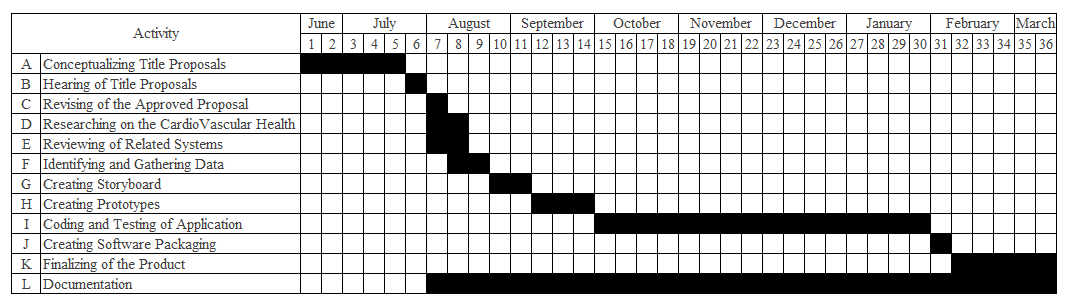 Activity June July August September October November December January February March
1 2 3 4 5 6 7 8 9 10 11 12 13 14 15 16 17 18 19 20 21 22 23 24 25 26 27 28 29 30 31 32 33 34 35 36
A Conceptualizing Title Proposals
B Hearing of Title Proposals
C Revising of the Approved Proposal
D Researching on the CardioVascular Health
E Reviewing of Related Systems
F Identifying and Gathering Data
G Creating Storyboard
H Creating Prototypes
I Coding and Testing of Application
J Creating Software Packaging
K Finalizing of the Product
L Documentation